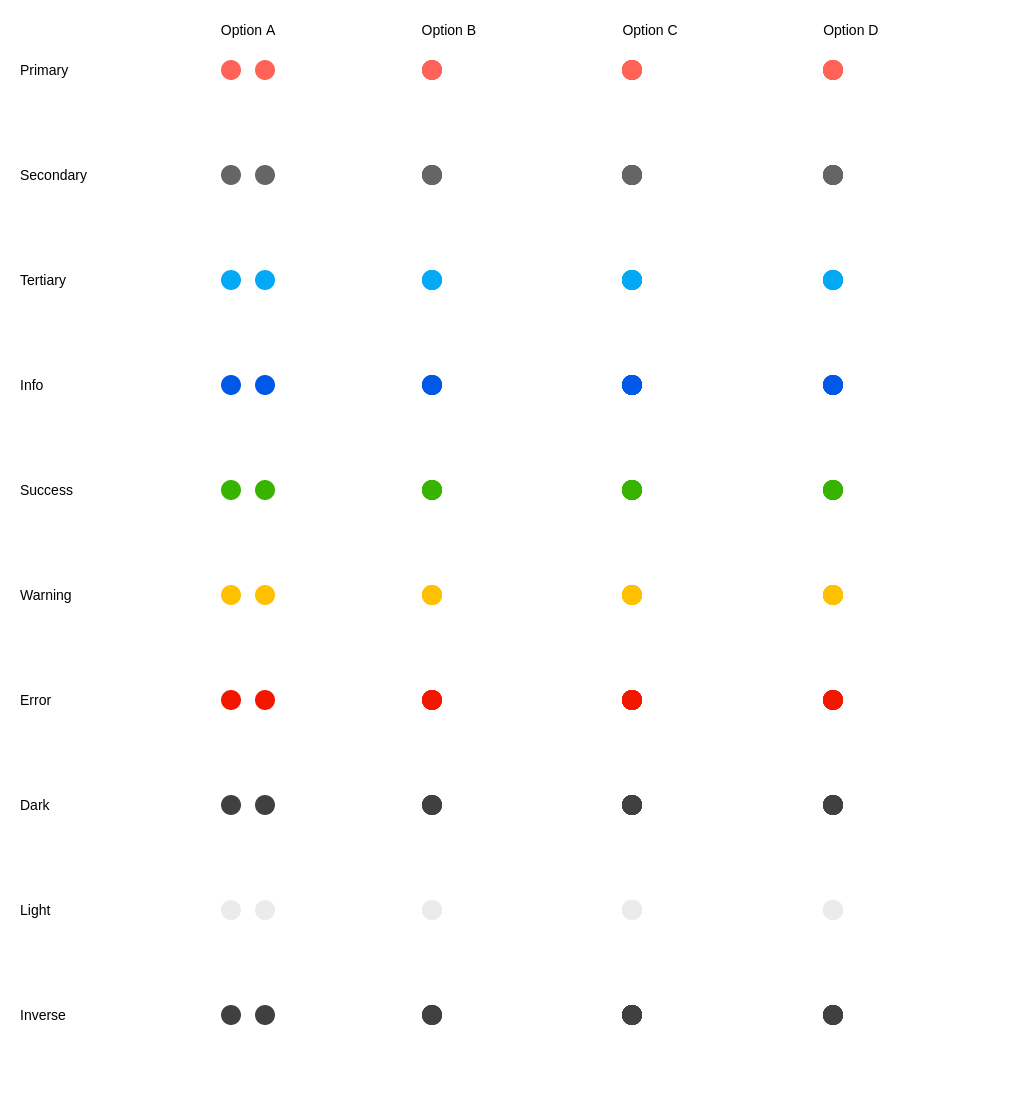 Option A Option B Option C Option D
Primary
Secondary
Tertiary
Info
Success
Warning
Error
Dark
Light
Inverse